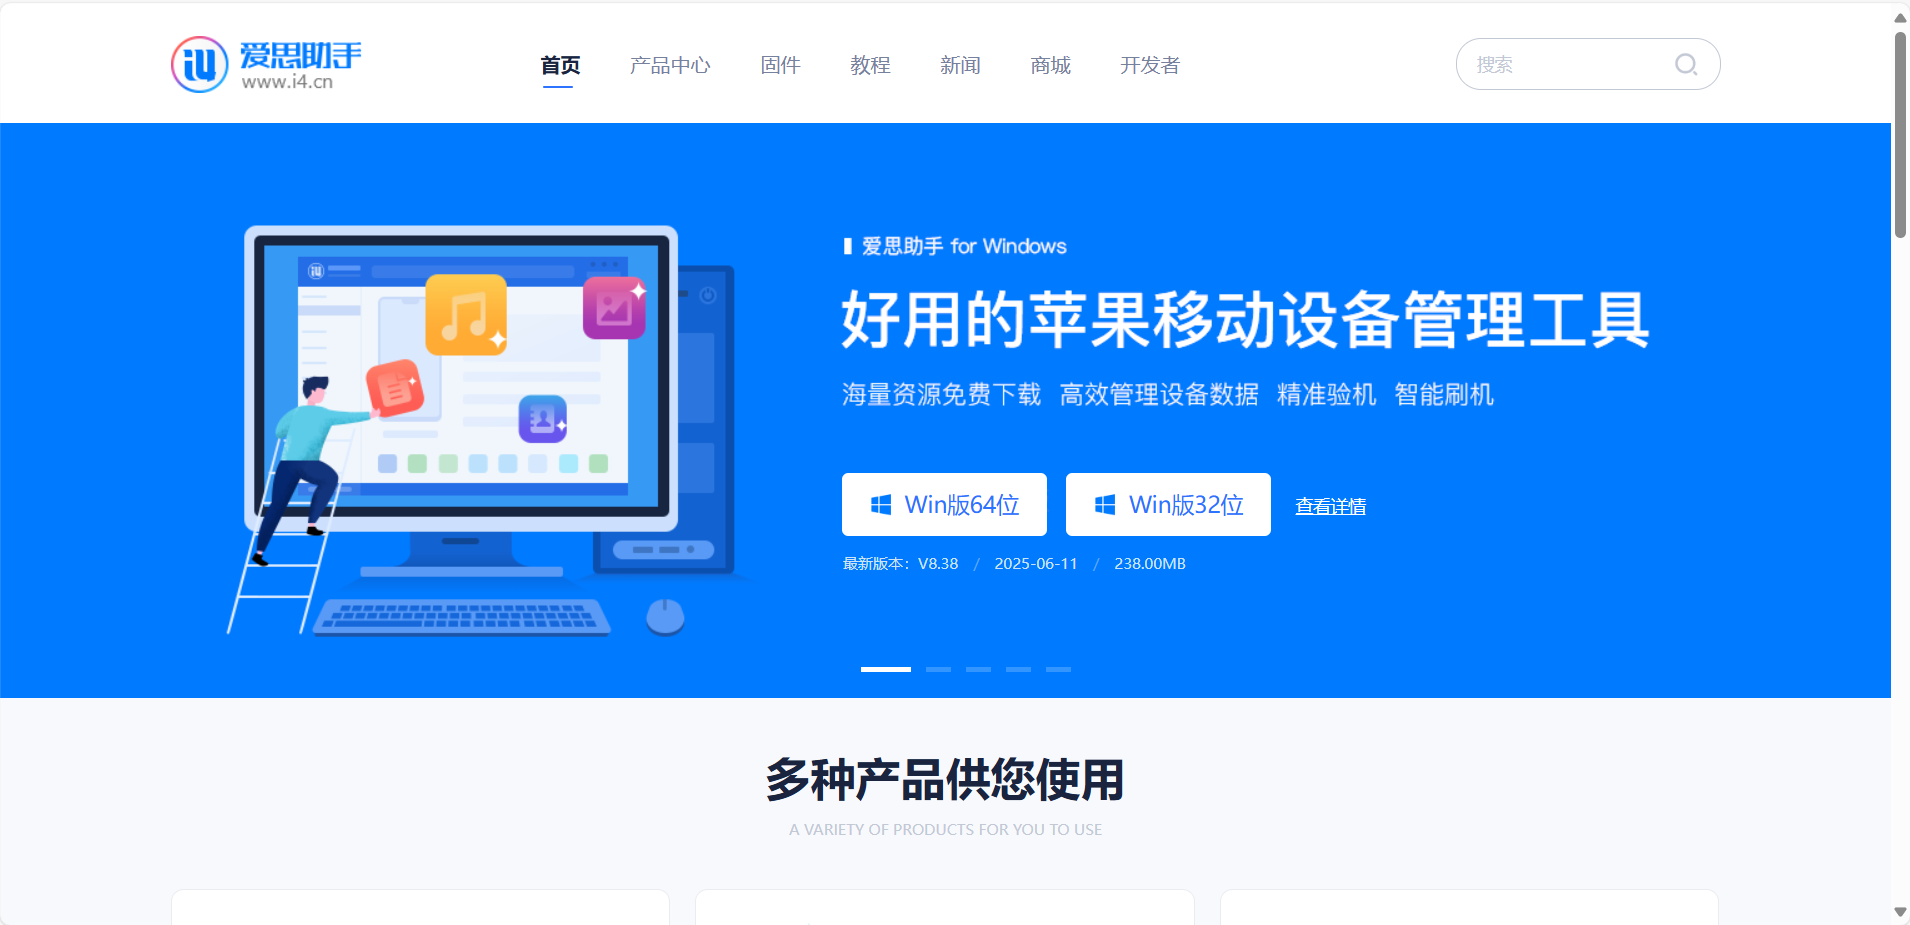 爱思助手
www.i4.cn
首页 产品中心 固件 教程 新闻 商城 开发者
搜索
爱思助手 for Windows
好用的苹果移动设备管理工具
海量资源免费下载 高效管理设备数据 精准验机 智能刷机
Win版64位 Win版32位 查看详情
最新版本：V8.38 / 2025-06-11 / 238.00MB
多种产品供您使用
A VARIETY OF PRODUCTS FOR YOU TO USE